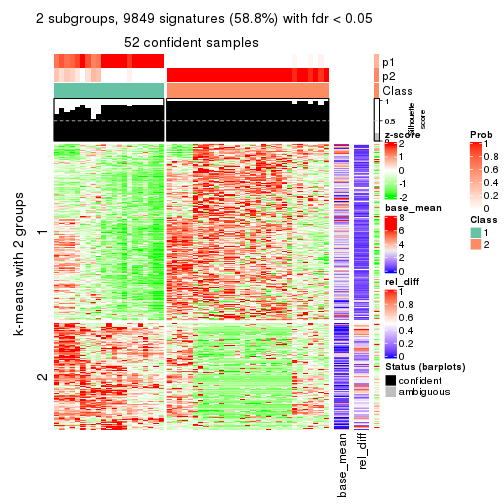 2 subgroups, 9849 signatures (58.8%) with fdr < 0.05
52 confident samples
p1
p2
Class
1
0.5
0
Silhouette
score
k-means with 2 groups
1
2
base_mean
rel_diff
z-score
2
1
0
-1
-2
base_mean
8
6
4
2
0
rel_diff
1
0.8
0.6
0.4
0.2
0
Status (barplots)
confident
ambiguous
Prob
1
0.8
0.6
0.4
0.2
0
Class
1
2